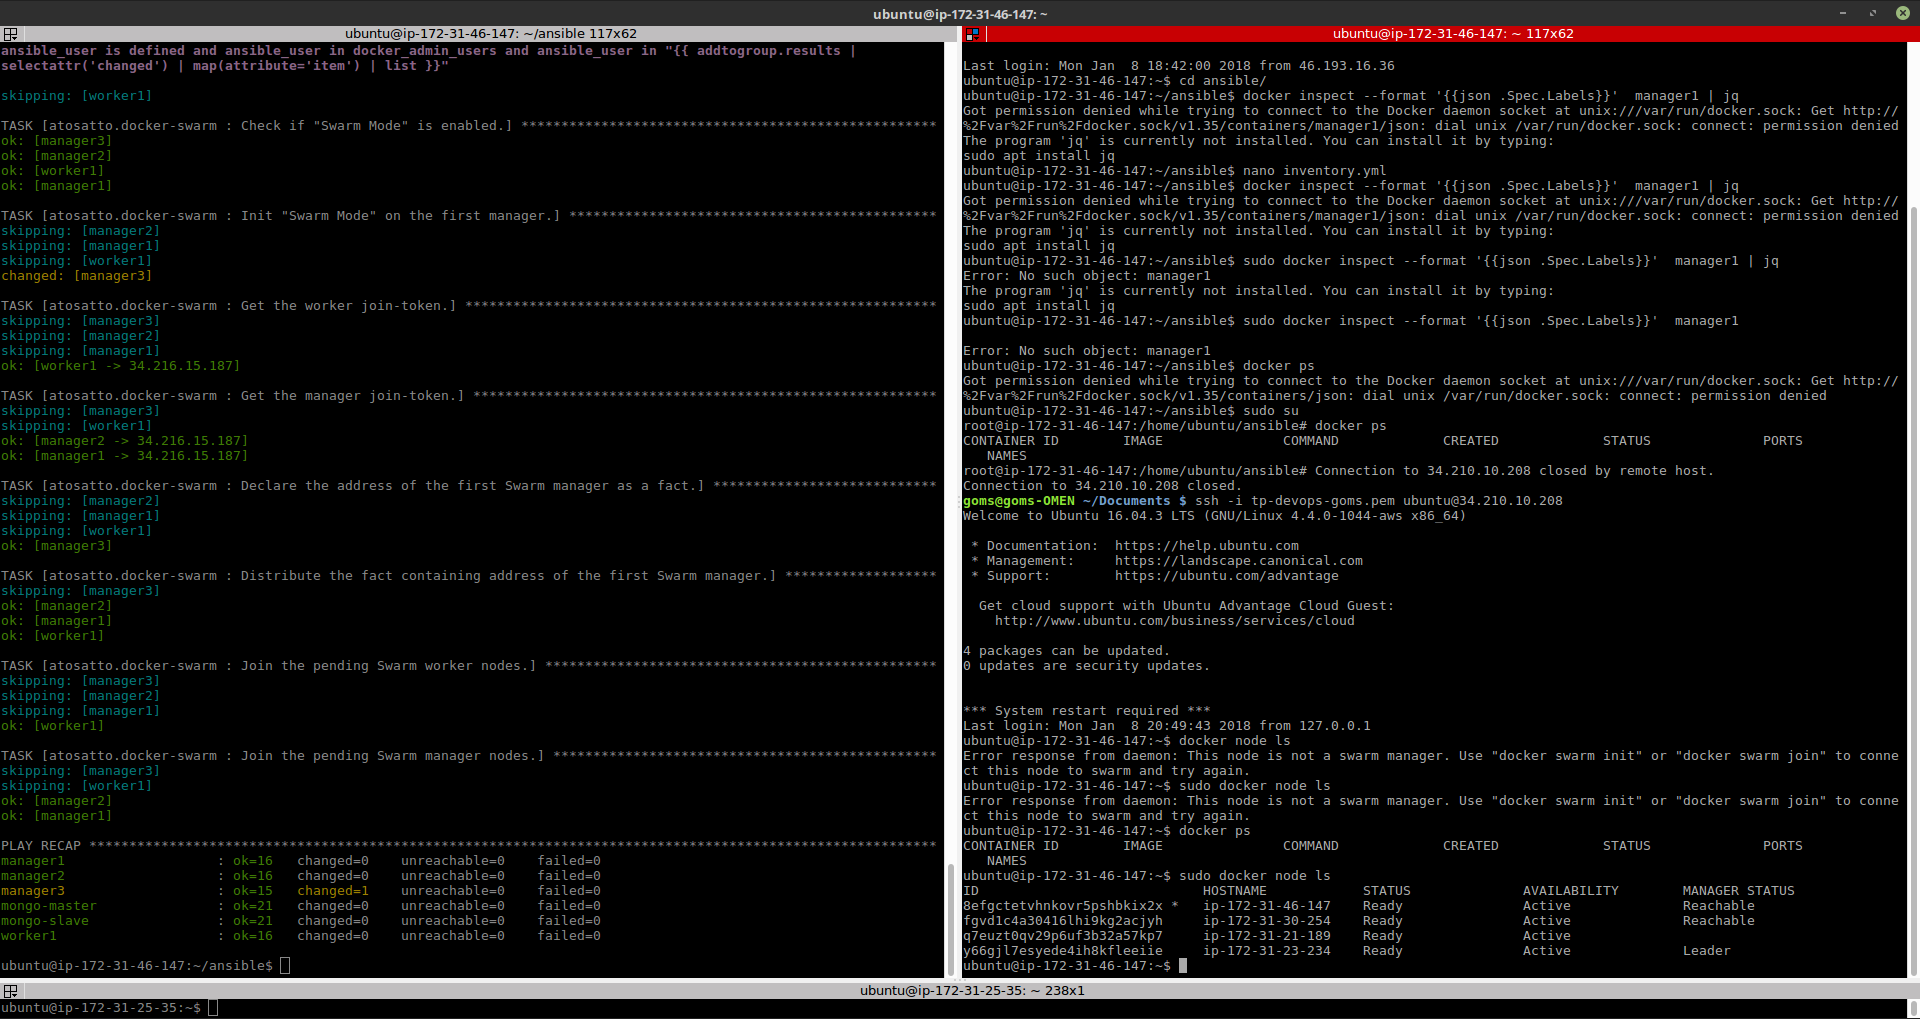 ubuntu@ip-172-31-46-147: ~
ubuntu@ip-172-31-46-147: ~/ansible 117x62
ansible_user is defined and ansible_user in docker_admin_users and ansible_user in "{{ addtogroup.results |
selectattr('changed') | map(attribute='item') | list }}"
skipping: [worker1]
TASK [atosatto.docker-swarm : Check if "Swarm Mode" is enabled.] ****************************************************
ok: [manager3]
ok: [manager2]
ok: [worker1]
ok: [manager1]
TASK [atosatto.docker-swarm : Init "Swarm Mode" on the first manager.] **********************************************
skipping: [manager2]
skipping: [manager1]
skipping: [worker1]
changed: [manager3]
TASK [atosatto.docker-swarm : Get the worker join-token.] ***********************************************************
skipping: [manager3]
skipping: [manager2]
skipping: [manager1]
ok: [worker1 -> 34.216.15.187]
TASK [atosatto.docker-swarm : Get the manager join-token.] **********************************************************
skipping: [manager3]
skipping: [worker1]
ok: [manager2 -> 34.216.15.187]
ok: [manager1 -> 34.216.15.187]
TASK [atosatto.docker-swarm : Declare the address of the first Swarm manager as a fact.] ****************************
skipping: [manager2]
skipping: [manager1]
skipping: [worker1]
ok: [manager3]
TASK [atosatto.docker-swarm : Distribute the fact containing address of the first Swarm manager.] *******************
skipping: [manager3]
ok: [manager2]
ok: [manager1]
ok: [worker1]
TASK [atosatto.docker-swarm : Join the pending Swarm worker nodes.] *************************************************
skipping: [manager3]
skipping: [manager2]
skipping: [manager1]
ok: [worker1]
TASK [atosatto.docker-swarm : Join the pending Swarm manager nodes.] ************************************************
skipping: [manager3]
skipping: [worker1]
ok: [manager2]
ok: [manager1]
PLAY RECAP **********************************************************************************************************
manager1                   : ok=16   changed=0    unreachable=0    failed=0
manager2                   : ok=16   changed=0    unreachable=0    failed=0
manager3                   : ok=15   changed=1    unreachable=0    failed=0
mongo-master               : ok=21   changed=0    unreachable=0    failed=0
mongo-slave                : ok=21   changed=0    unreachable=0    failed=0
worker1                    : ok=16   changed=0    unreachable=0    failed=0
ubuntu@ip-172-31-46-147:~/ansible$
ubuntu@ip-172-31-46-147: ~ 117x62
Last login: Mon Jan  8 18:42:00 2018 from 46.193.16.36
ubuntu@ip-172-31-46-147:~$ cd ansible/
ubuntu@ip-172-31-46-147:~/ansible$ docker inspect --format '{{json .Spec.Labels}}'  manager1 | jq
Got permission denied while trying to connect to the Docker daemon socket at unix:///var/run/docker.sock: Get http://
%2Fvar%2Frun%2Fdocker.sock/v1.35/containers/manager1/json: dial unix /var/run/docker.sock: connect: permission denied
The program 'jq' is currently not installed. You can install it by typing:
sudo apt install jq
ubuntu@ip-172-31-46-147:~/ansible$ nano inventory.yml
ubuntu@ip-172-31-46-147:~/ansible$ docker inspect --format '{{json .Spec.Labels}}'  manager1 | jq
Got permission denied while trying to connect to the Docker daemon socket at unix:///var/run/docker.sock: Get http://
%2Fvar%2Frun%2Fdocker.sock/v1.35/containers/manager1/json: dial unix /var/run/docker.sock: connect: permission denied
The program 'jq' is currently not installed. You can install it by typing:
sudo apt install jq
ubuntu@ip-172-31-46-147:~/ansible$ sudo docker inspect --format '{{json .Spec.Labels}}'  manager1 | jq
Error: No such object: manager1
The program 'jq' is currently not installed. You can install it by typing:
sudo apt install jq
ubuntu@ip-172-31-46-147:~/ansible$ sudo docker inspect --format '{{json .Spec.Labels}}'  manager1
Error: No such object: manager1
ubuntu@ip-172-31-46-147:~/ansible$ docker ps
Got permission denied while trying to connect to the Docker daemon socket at unix:///var/run/docker.sock: Get http://
%2Fvar%2Frun%2Fdocker.sock/v1.35/containers/json: dial unix /var/run/docker.sock: connect: permission denied
ubuntu@ip-172-31-46-147:~/ansible$ sudo su
root@ip-172-31-46-147:/home/ubuntu/ansible# docker ps
CONTAINER ID        IMAGE               COMMAND             CREATED             STATUS              PORTS
NAMES
root@ip-172-31-46-147:/home/ubuntu/ansible# Connection to 34.210.10.208 closed by remote host.
Connection to 34.210.10.208 closed.
goms@goms-OMEN ~/Documents $ ssh -i tp-devops-goms.pem ubuntu@34.210.10.208
Welcome to Ubuntu 16.04.3 LTS (GNU/Linux 4.4.0-1044-aws x86_64)
* Documentation:  https://help.ubuntu.com
* Management:     https://landscape.canonical.com
* Support:        https://ubuntu.com/advantage
Get cloud support with Ubuntu Advantage Cloud Guest:
http://www.ubuntu.com/business/services/cloud
4 packages can be updated.
0 updates are security updates.
*** System restart required ***
Last login: Mon Jan  8 20:49:43 2018 from 127.0.0.1
ubuntu@ip-172-31-46-147:~$ docker node ls
Error response from daemon: This node is not a swarm manager. Use "docker swarm init" or "docker swarm join" to conne
ct this node to swarm and try again.
ubuntu@ip-172-31-46-147:~$ sudo docker node ls
Error response from daemon: This node is not a swarm manager. Use "docker swarm init" or "docker swarm join" to conne
ct this node to swarm and try again.
ubuntu@ip-172-31-46-147:~$ docker ps
CONTAINER ID        IMAGE               COMMAND             CREATED             STATUS              PORTS
NAMES
ubuntu@ip-172-31-46-147:~$ sudo docker node ls
ID                            HOSTNAME            STATUS              AVAILABILITY        MANAGER STATUS
8efgctetvhnkovr5pshbkix2x *   ip-172-31-46-147    Ready               Active              Reachable
fgvd1c4a30416lhi9kg2acjyh     ip-172-31-30-254    Ready               Active              Reachable
q7euzt0qv29p6uf3b32a57kp7     ip-172-31-21-189    Ready               Active
y66gjl7esyede4ih8kfleeiie     ip-172-31-23-234    Ready               Active              Leader
ubuntu@ip-172-31-46-147:~$
ubuntu@ip-172-31-25-35: ~ 238x1
ubuntu@ip-172-31-25-35:~$